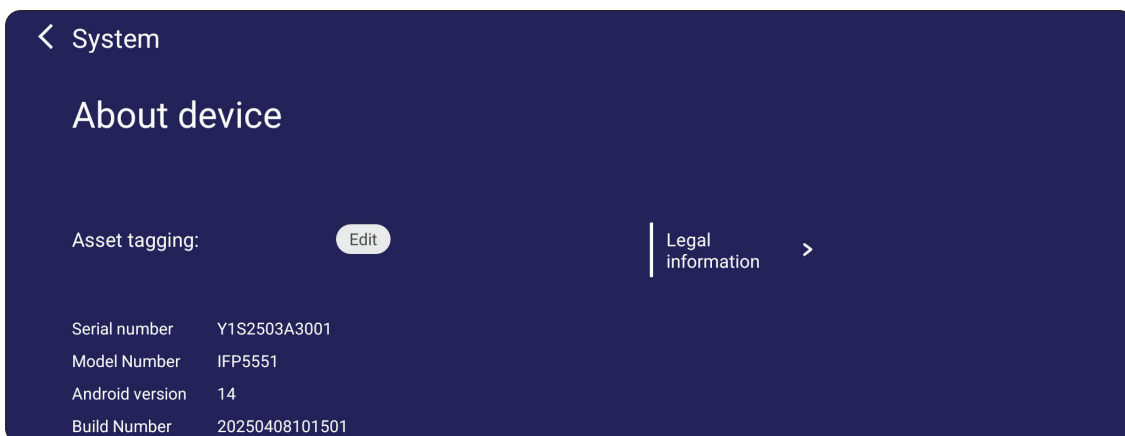 System
About device
Asset tagging: Edit
Legal
information
Serial number Y1S2503A3001
Model Number IFP5551
Android version 14
Build Number 20250408101501